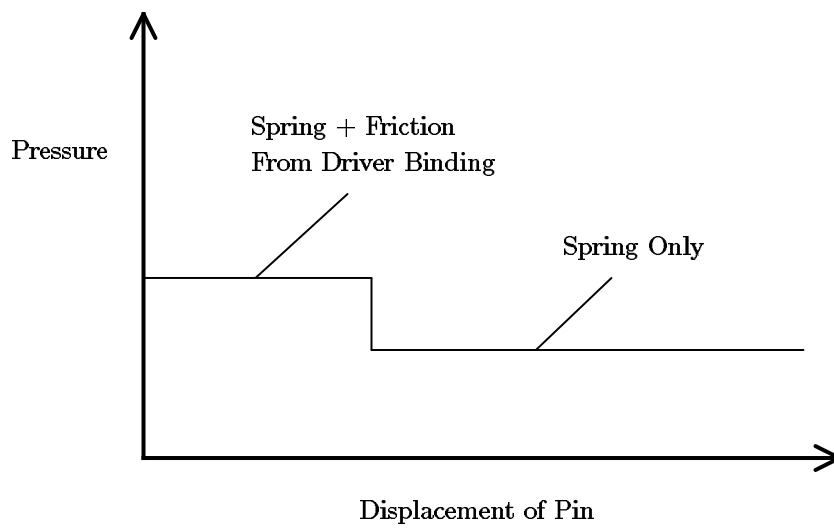 Spring + Friction
From Driver Binding
Pressure
Spring Only
Displacement of Pin